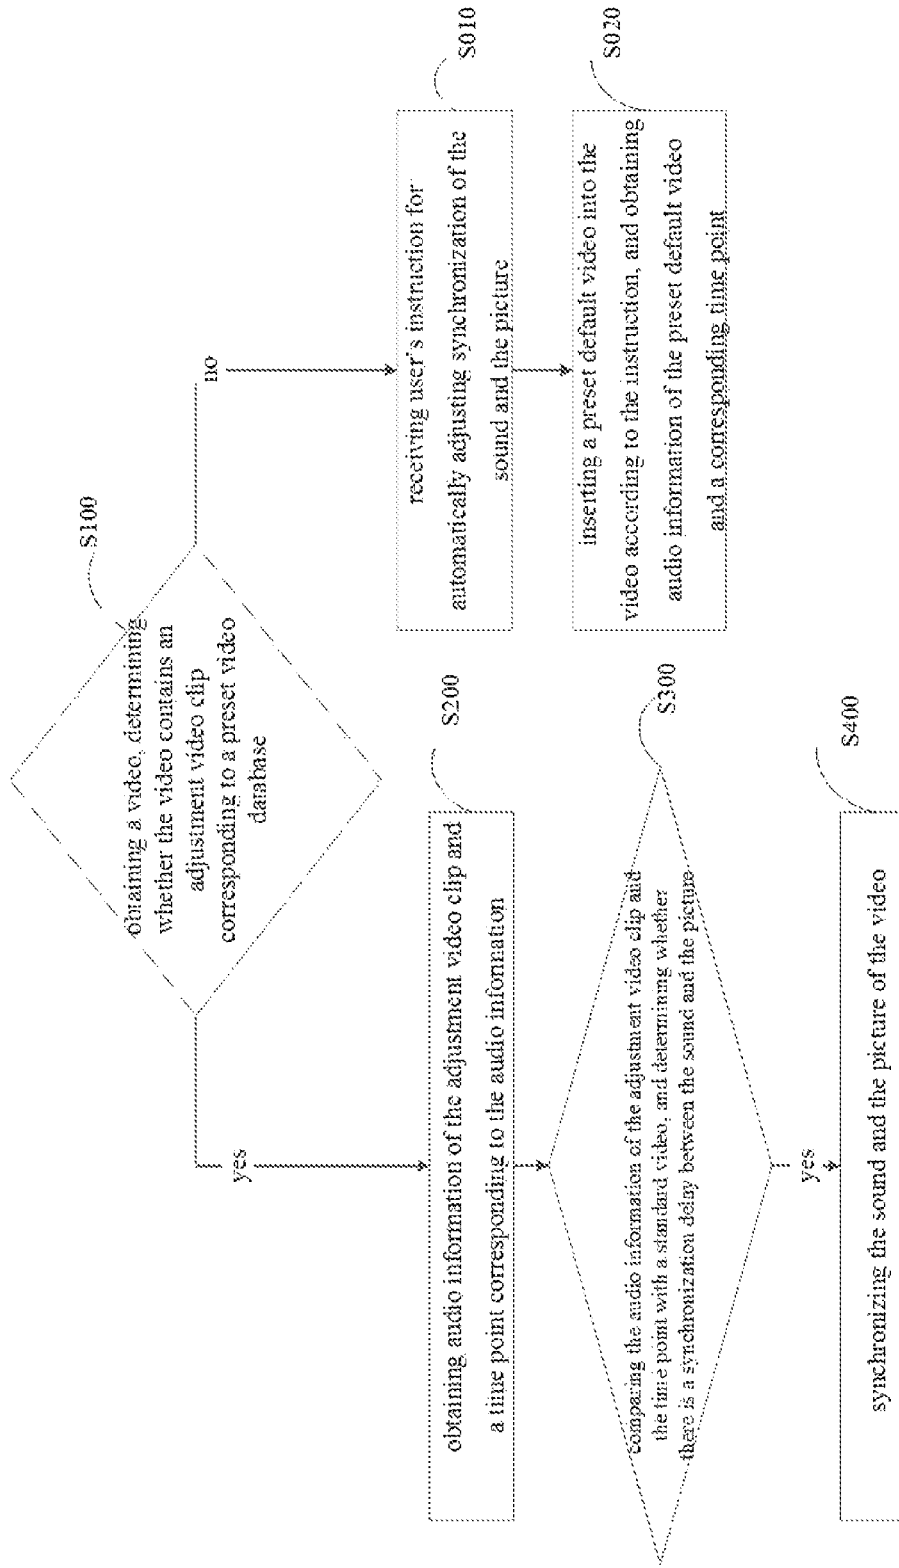 S100
obtaining a video, determining
whether the video contains an
adjustment video clip
corresponding to a preset video
database
yes
no
S200
obtaining audio information of the adjustment video clip and
a time point corresponding to the audio information
S010
receiving user's instruction for
automatically adjusting synchronization of the
sound and the picture
S300
comparing the audio information of the adjustment video clip and
the time point with a standard video, and determining whether
there is a synchronization delay between the sound and the picture
S020
inserting a preset default video into the
video according to the instruction, and obtaining
audio information of the preset default video
and a corresponding time point
yes
S400
synchronizing the sound and the picture of the video